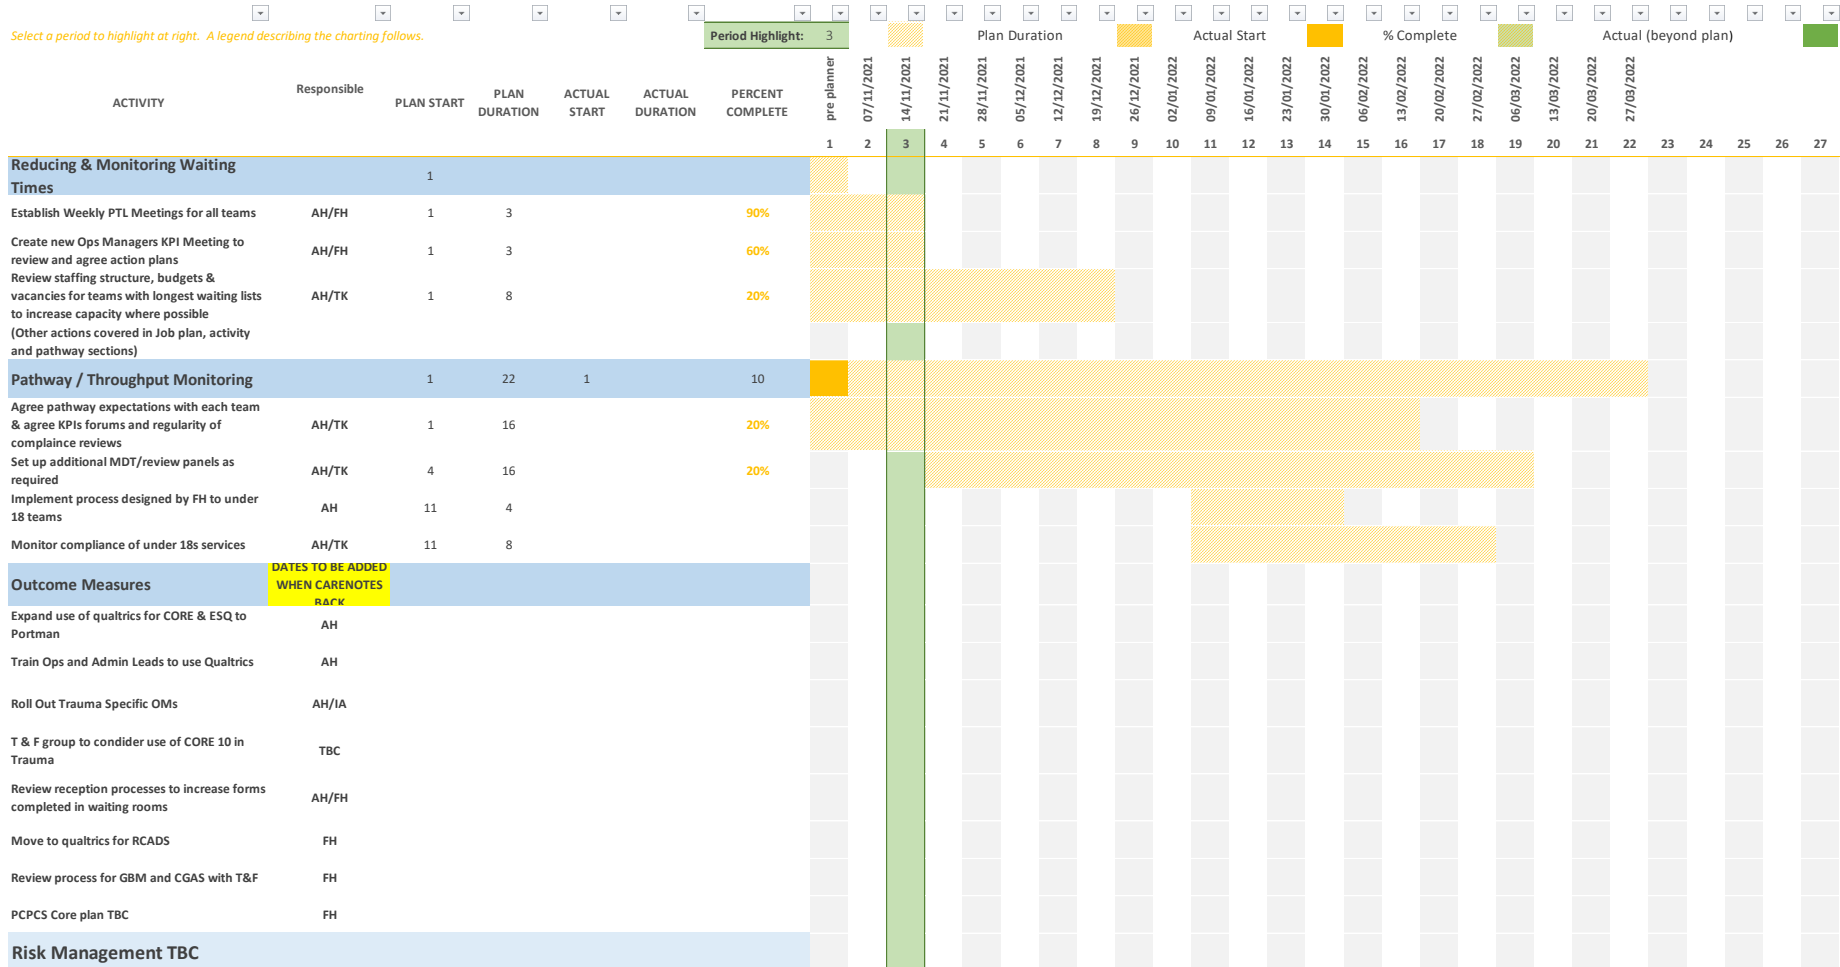 Select a period to highlight at right.  A legend describing the charting follows.
Period Highlight: 3
Plan Duration
Actual Start
% Complete
Actual (beyond plan)
ACTIVITY
Responsible
PLAN START
PLAN
DURATION
ACTUAL
START
ACTUAL
DURATION
PERCENT
COMPLETE
pre planner
07/11/2021
14/11/2021
21/11/2021
28/11/2021
05/12/2021
12/12/2021
19/12/2021
26/12/2021
02/01/2022
09/01/2022
16/01/2022
23/01/2022
30/01/2022
06/02/2022
13/02/2022
20/02/2022
27/02/2022
06/03/2022
13/03/2022
20/03/2022
27/03/2022
1 2 3 4 5 6 7 8 9 10 11 12 13 14 15 16 17 18 19 20 21 22 23 24 25 26 27
Reducing & Monitoring Waiting
Times
1
Establish Weekly PTL Meetings for all teams AH/FH 1 3 90%
Create new Ops Managers KPI Meeting to
review and agree action plans
AH/FH 1 3 60%
Review staffing structure, budgets &
vacancies for teams with longest waiting lists
to increase capacity where possible
AH/TK 1 8 20%
(Other actions covered in Job plan, activity
and pathway sections)
Pathway / Throughput Monitoring 1 22 1 10
Agree pathway expectations with each team
& agree KPIs forums and regularity of
complaince reviews
AH/TK 1 16 20%
Set up additional MDT/review panels as
required
AH/TK 4 16 20%
Implement process designed by FH to under
18 teams
AH 11 4
Monitor compliance of under 18s services AH/TK 11 8
Outcome Measures
DATES TO BE ADDED
WHEN CARENOTES
BACK
Expand use of qualtrics for CORE & ESQ to
Portman
AH
Train Ops and Admin Leads to use Qualtrics AH
Roll Out Trauma Specific OMs AH/IA
T & F group to condider use of CORE 10 in
Trauma
TBC
Review reception processes to increase forms
completed in waiting rooms
AH/FH
Move to qualtrics for RCADS FH
Review process for GBM and CGAS with T&F FH
PCPCS Core plan TBC FH
Risk Management TBC